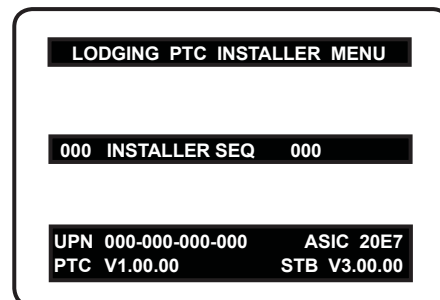 LODGING PTC INSTALLER MENU
000 INSTALLER SEQ 000
UPN 000-000-000-000 ASIC 20E7
PTC V1.00.00 STB V3.00.00